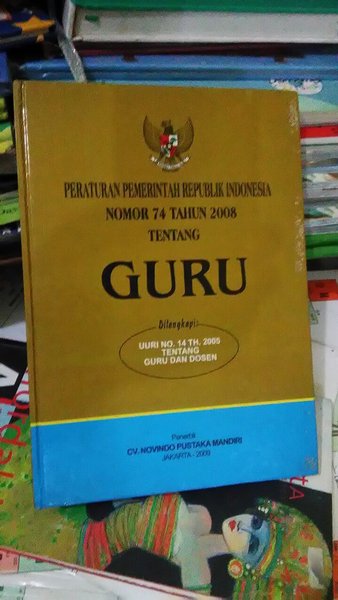 PERATURAN PEMERINTAH REPUBLIK INDONESIA
NOMOR 74 TAHUN 2008
TENTANG
GURU
Dilengkapi:
UURI NO. 14 TH. 2005
TENTANG
GURU DAN DOSEN
Penerbit
CV. NOVINDO PUSTAKA MANDIRI
JAKARTA - 2009